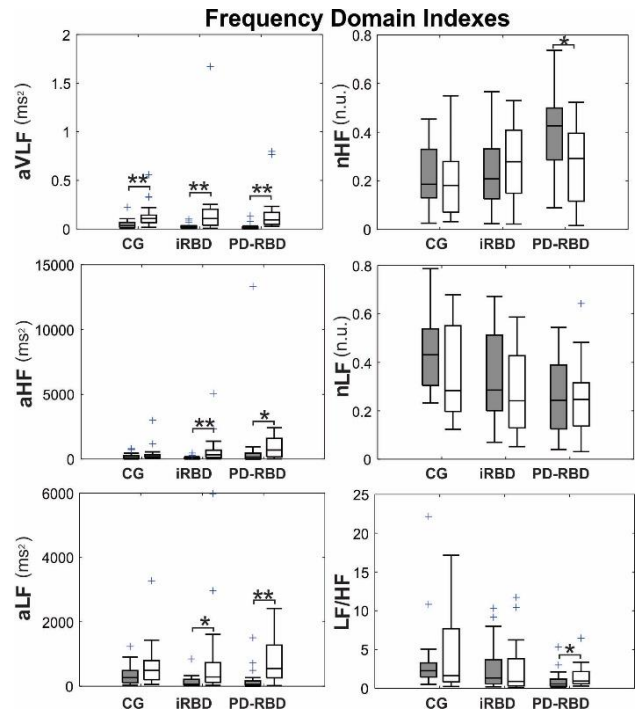 Frequency Domain Indexes
aVLF (ms²)
2
1.5
1
0.5
0
**
**
**
CG
iRBD
PD-RBD
nHF (n.u.)
0.8
0.6
0.4
0.2
0
*
CG
iRBD
PD-RBD
aHF (ms²)
15000
10000
5000
0
**
*
CG
iRBD
PD-RBD
nLF (n.u.)
0.8
0.6
0.4
0.2
0
CG
iRBD
PD-RBD
aLF (ms²)
6000
4000
2000
0
*
**
CG
iRBD
PD-RBD
LF/HF
25
20
15
10
5
0
*
CG
iRBD
PD-RBD